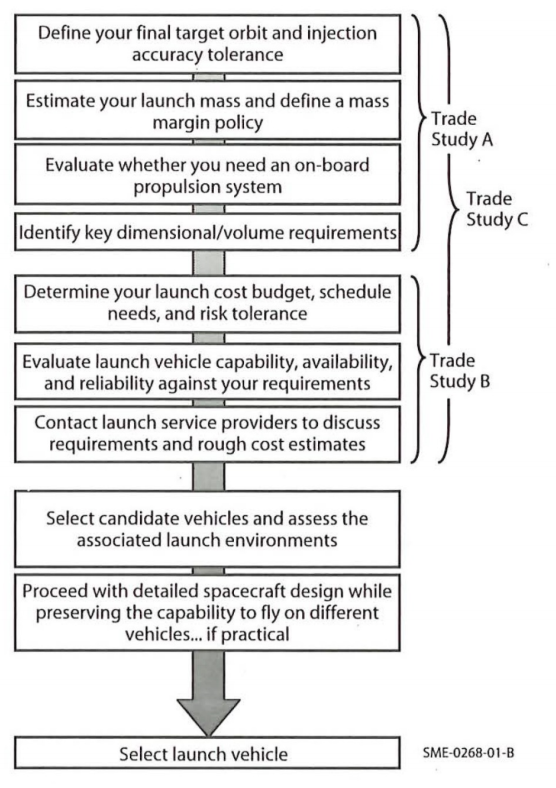 Define your final target orbit and injection
accuracy tolerance
Estimate your launch mass and define a mass
margin policy
Evaluate whether you need an on-board
propulsion system
Identify key dimensional/volume requirements
Trade
Study A
Determine your launch cost budget, schedule
needs, and risk tolerance
Evaluate launch vehicle capability, availability,
and reliability against your requirements
Contact launch service providers to discuss
requirements and rough cost estimates
Trade
Study B
Trade
Study C
Select candidate vehicles and assess the
associated launch environments
Proceed with detailed spacecraft design while
preserving the capability to fly on different
vehicles... if practical
Select launch vehicle
SME-0268-01-B